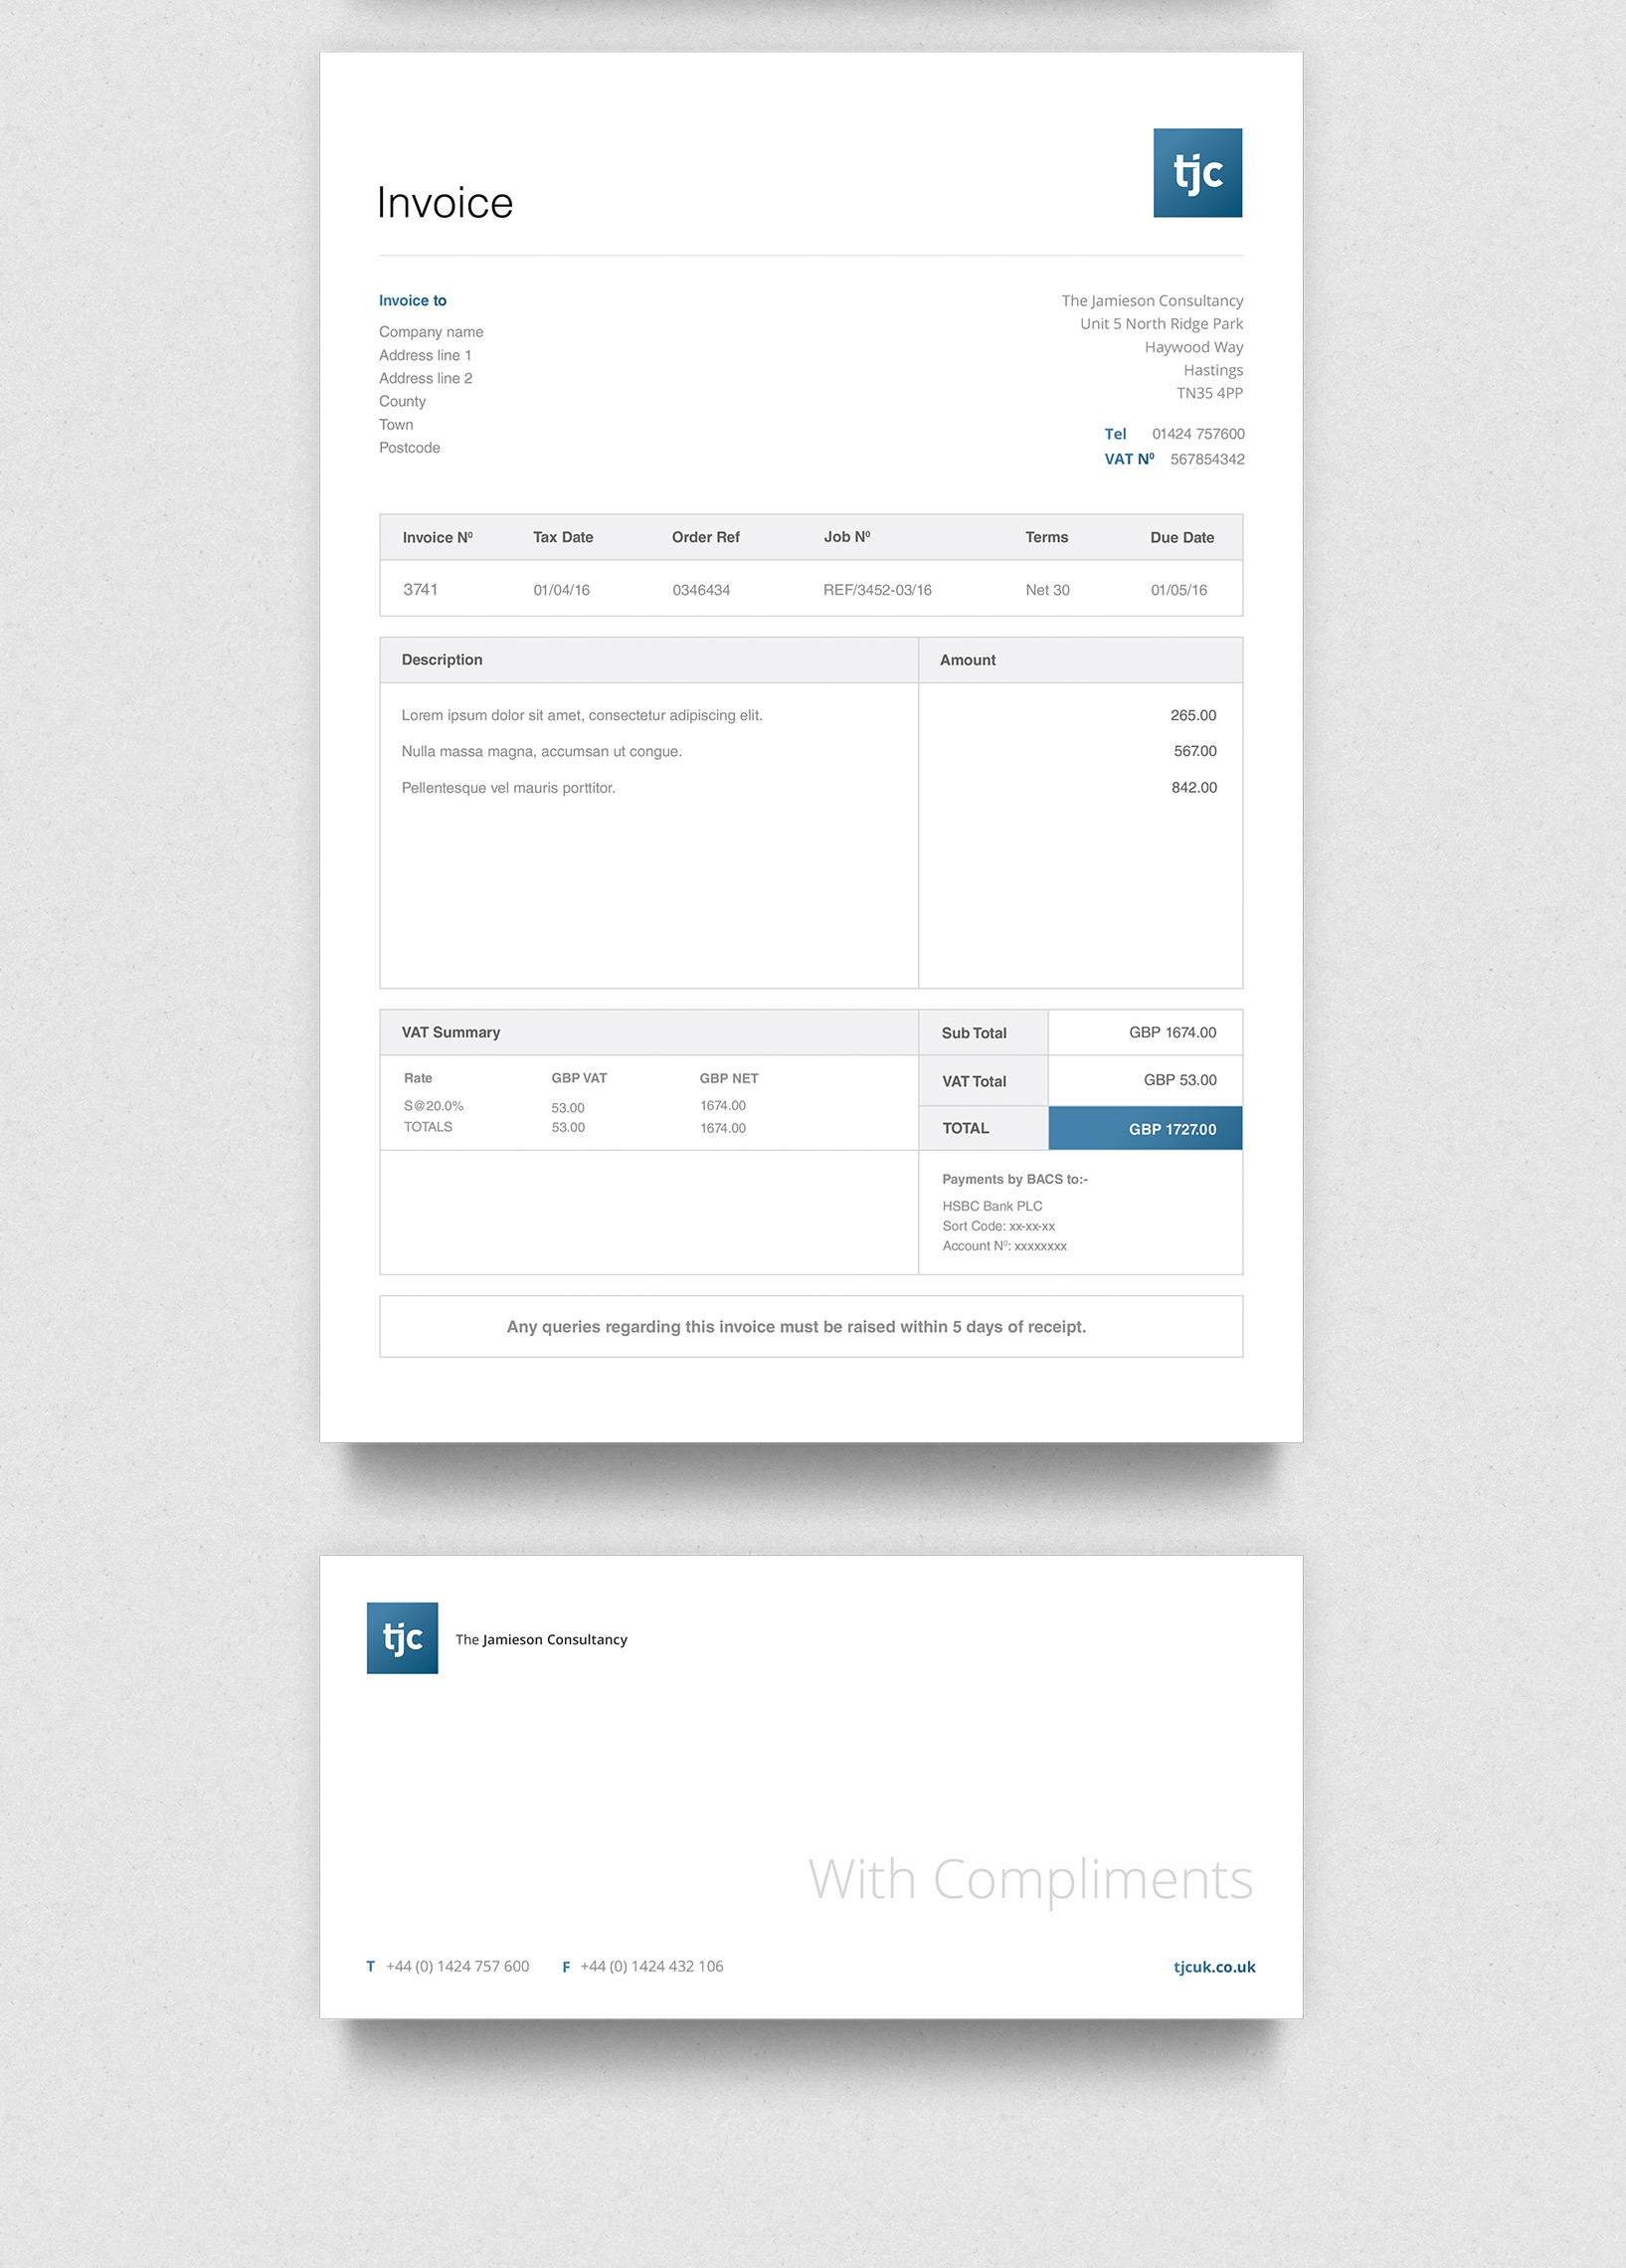 tjc
Invoice
Invoice to
Company name
Address line 1
Address line 2
County
Town
Postcode
The Jamieson Consultancy
Unit 5 North Ridge Park
Haywood Way
Hastings
TN35 4PP
Tel 01424 757600
VAT Nº 567854342
Invoice Nº Tax Date Order Ref Job Nº Terms Due Date
3741 01/04/16 0346434 REF/3452-03/16 Net 30 01/05/16
Description Amount
Lorem ipsum dolor sit amet, consectetur adipiscing elit. 265.00
Nulla massa magna, accumsan ut congue. 567.00
Pellentesque vel mauris porttitor. 842.00
VAT Summary
Rate GBP VAT GBP NET
S@20.0% 53.00 1674.00
TOTALS 53.00 1674.00
Sub Total GBP 1674.00
VAT Total GBP 53.00
TOTAL GBP 1727.00
Payments by BACS to:-
HSBC Bank PLC
Sort Code: xx-xx-xx
Account Nº: xxxxxxxx
Any queries regarding this invoice must be raised within 5 days of receipt.
tjc The Jamieson Consultancy
With Compliments
T +44 (0) 1424 757 600 F +44 (0) 1424 432 106 tjcuk.co.uk